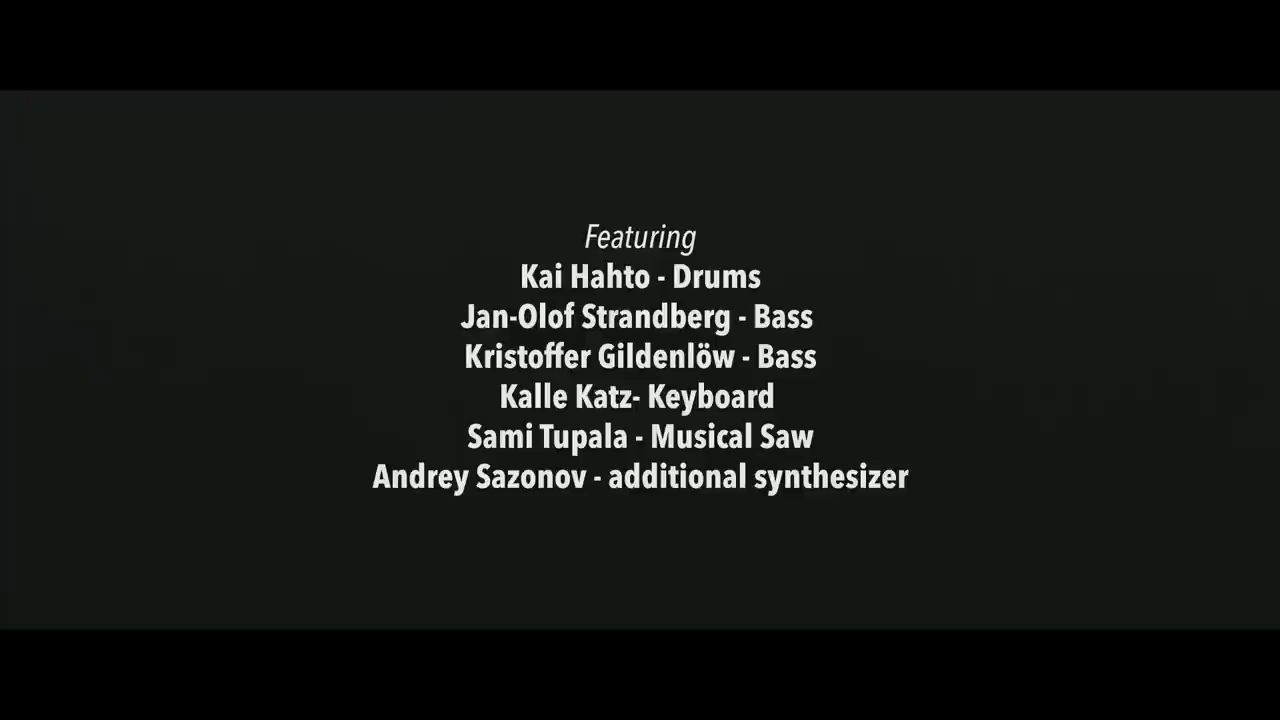 Featuring
Kai Hahto - Drums
Jan-Olof Strandberg - Bass
Kristoffer Gildenlöw - Bass
Kalle Katz- Keyboard
Sami Tupala - Musical Saw
Andrey Sazonov - additional synthesizer